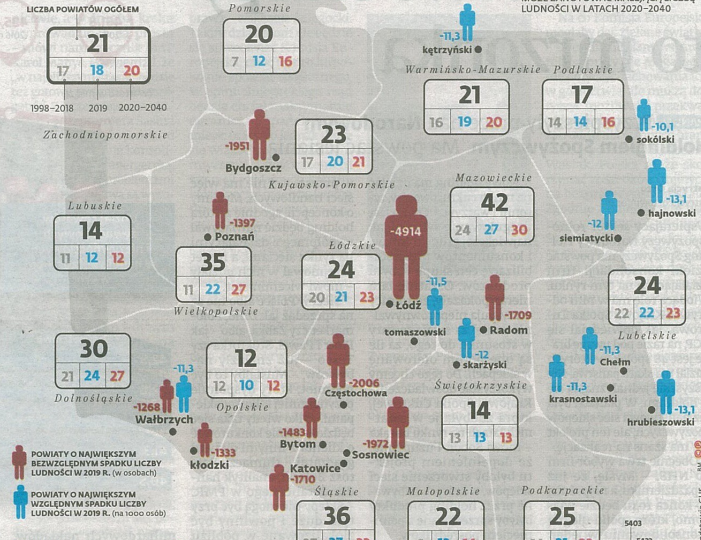 LICZBA POWIATÓW OGÓŁEM
21
17 18 20
1998–2018 2019 2020–2040
Zachodniopomorskie
Pomorskie
20
7 12 16
LUDNOŚCI W LATACH 2020–2040
-11,3
kętrzyński
Warmińsko-Mazurskie
21
16 19 20
Podlaskie
17
14 14 16
-10,1
sokólski
-13,1
hajnowski
-12
siemiatycki
-1951
Bydgoszcz
23
17 20 21
Kujawsko-Pomorskie
Mazowieckie
42
24 27 30
Lubuskie
14
11 12 12
-1397
Poznań
35
11 22 27
Wielkopolskie
Łódzkie
24
20 21 23
-4914
Łódź
-11,5
tomaszowski
-1709
Radom
-12
skarżyski
24
22 22 23
Lubelskie
-11,3
Chełm
-11,3
krasnostawski
-13,1
hrubieszowski
30
21 24 27
Dolnośląskie
-11,3
-1268
Wałbrzych
-1333
kłodzki
12
12 10 12
Opolskie
-2006
Częstochowa
-1483
Bytom
-1972
Sosnowiec
Katowice
-1710
Świętokrzyskie
14
13 13 13
POWIATY O NAJWIĘKSZYM
BEZWZGLĘDNYM SPADKU LICZBY
LUDNOŚCI W 2019 R. (w osobach)
POWIATY O NAJWIĘKSZYM
WZGLĘDNYM SPADKU LICZBY
LUDNOŚCI W 2019 R. (na 1000 osób)
Śląskie
36
Małopolskie
22
Podkarpackie
25
5403